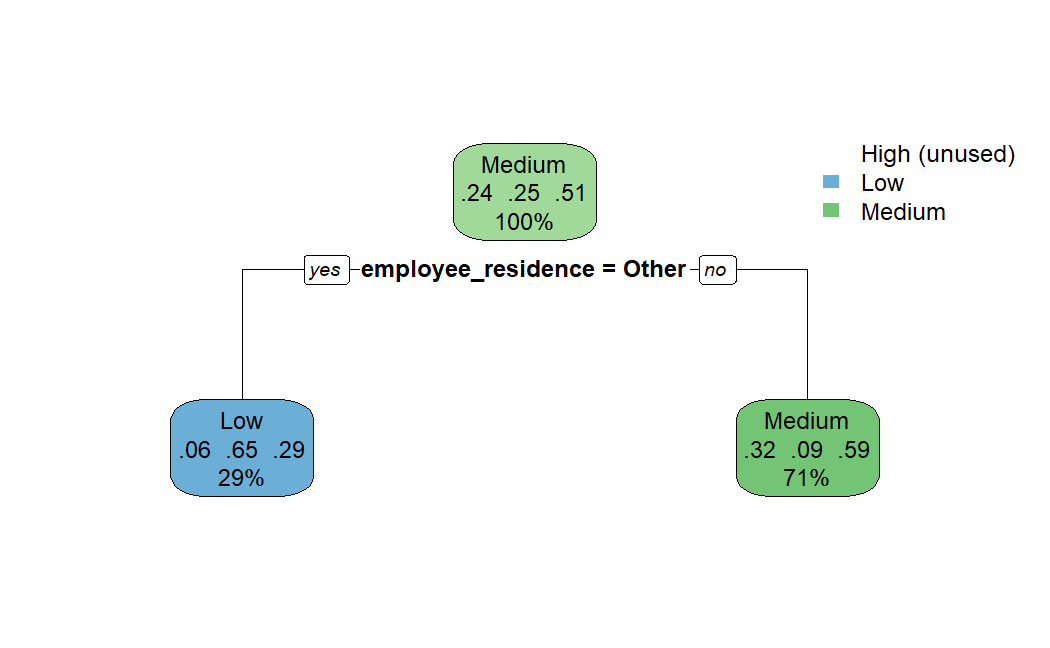 Medium
.24 .25 .51
100%
High (unused)
Low
Medium
yes
employee_residence = Other
no
Low
.06 .65 .29
29%
Medium
.32 .09 .59
71%